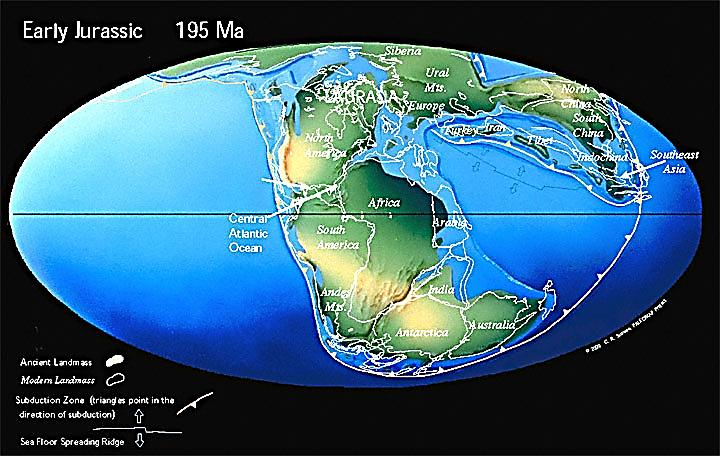 Early Jurassic 195 Ma
Siberia
Ural
Mts.
LAURASIA
Europe
North
China
South
China
Turkey
Iran
Tibet
Indochina
Southeast
Asia
North
America
Africa
Arabia
Central
Atlantic
Ocean
South
America
Andes
Mts.
India
Antarctica
Australia
Ancient Landmass
Modern Landmass
Subduction Zone (triangles point in the
direction of subduction)
Sea Floor Spreading Ridge